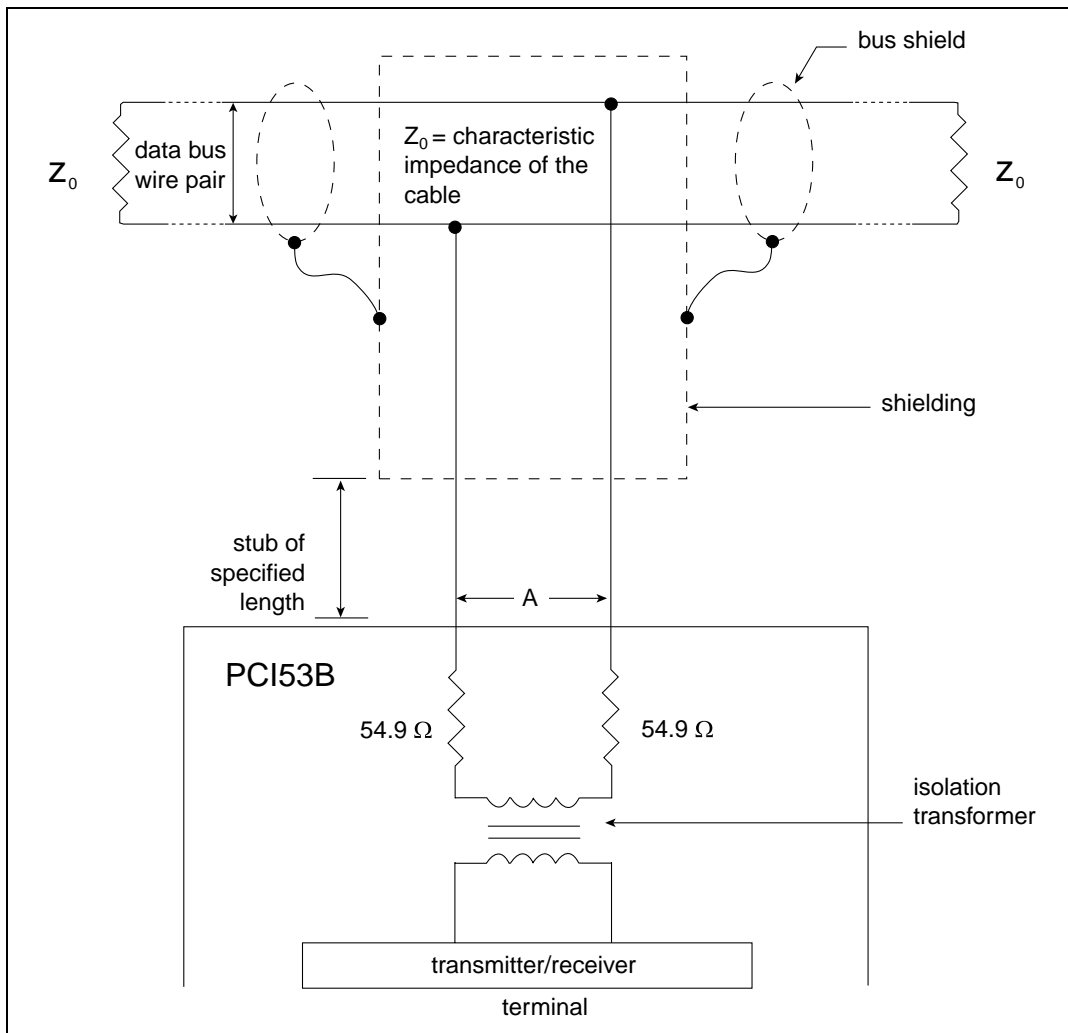 bus shield
Z₀
data bus
wire pair
Z₀ = characteristic
impedance of the
cable
Z₀
shielding
stub of
specified
length
A
PCI53B
54.9 Ω
54.9 Ω
isolation
transformer
transmitter/receiver
terminal